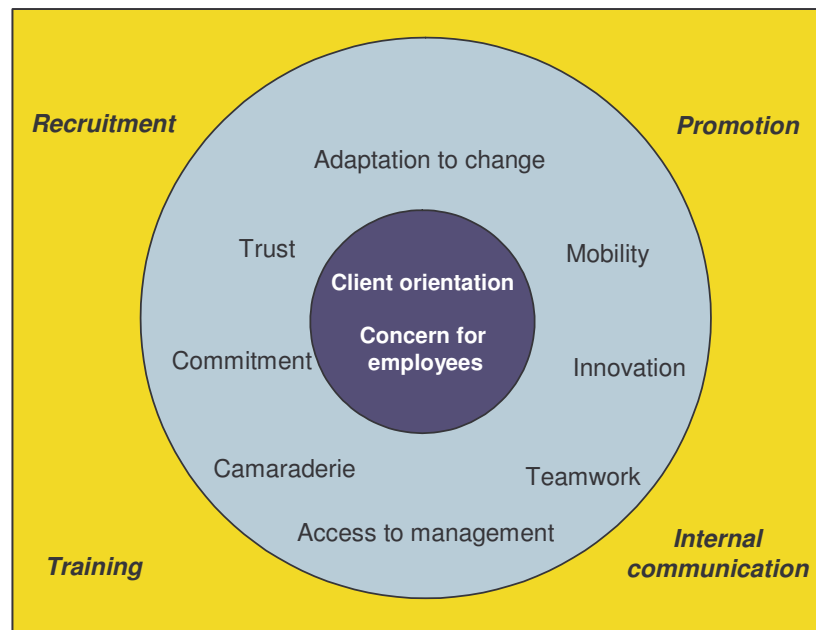 Recruitment
Promotion
Adaptation to change
Trust
Mobility
Client orientation
Concern for
employees
Commitment
Innovation
Camaraderie
Teamwork
Access to management
Training
Internal
communication